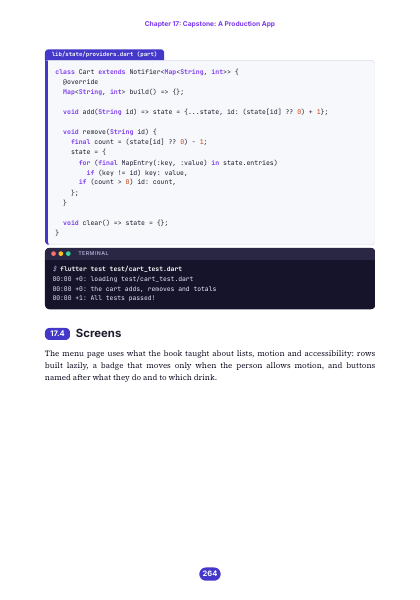 Chapter 17: Capstone: A Production App
lib/state/providers.dart (part)
class Cart extends Notifier<Map<String, int>> {
  @override
  Map<String, int> build() => {};

  void add(String id) => state = {...state, id: (state[id] ?? 0) + 1};

  void remove(String id) {
    final count = (state[id] ?? 0) - 1;
    state = {
      for (final MapEntry(:key, :value) in state.entries)
        if (key != id) key: value,
      if (count > 0) id: count,
    };
  }

  void clear() => state = {};
}
TERMINAL
$ flutter test test/cart_test.dart
00:00 +0: loading test/cart_test.dart
00:00 +0: the cart adds, removes and totals
00:00 +1: All tests passed!
17.4 Screens
The menu page uses what the book taught about lists, motion and accessibility: rows
built lazily, a badge that moves only when the person allows motion, and buttons
named after what they do and to which drink.
264